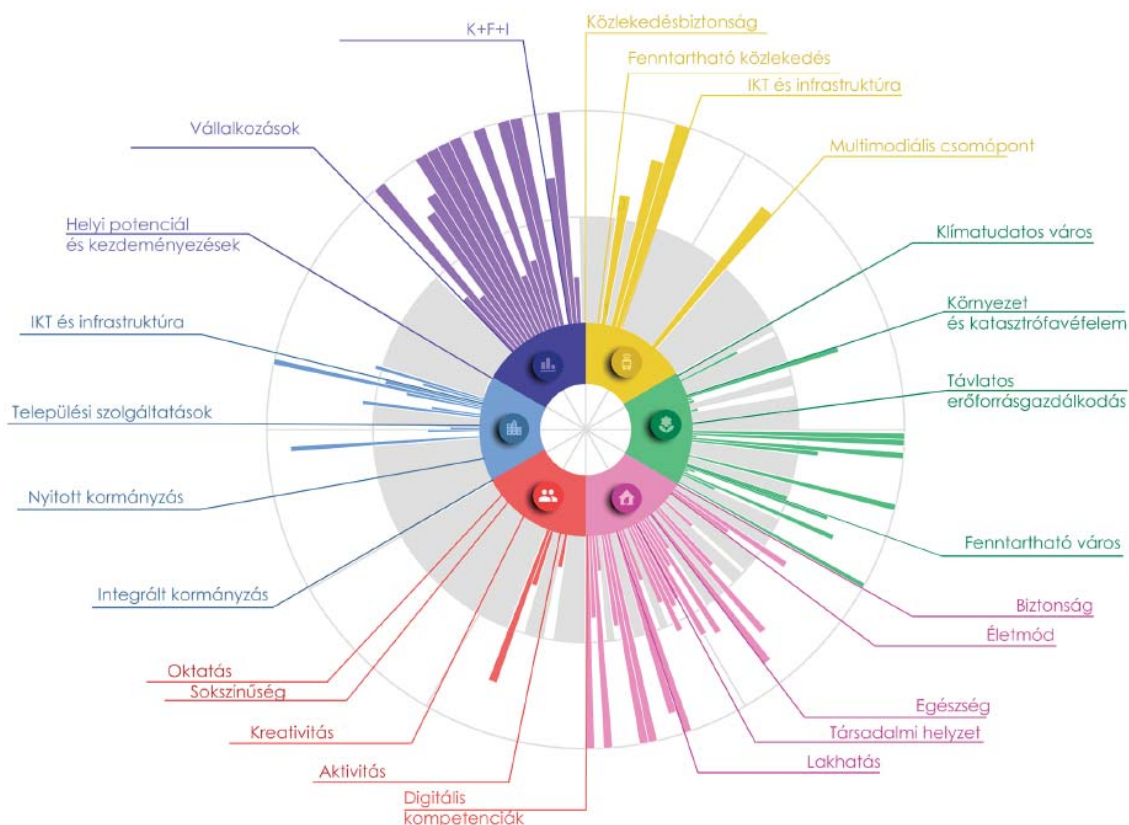 K+F+I
Közlekedésbiztonság
Fenntartható közlekedés
IKT és infrastruktúra
Vállalkozások
Multimodiális csomópont
Helyi potenciál
és kezdeményezések
Klímatudatos város
IKT és infrastruktúra
Környezet
és katasztrófavéfelem
Települési szolgáltatások
Távlatos
erőforrásgazdálkodás
Nyitott kormányzás
Fenntartható város
Integrált kormányzás
Biztonság
Életmód
Oktatás
Sokszínűség
Egészség
Kreativitás
Társadalmi helyzet
Aktivitás
Lakhatás
Digitális
kompetenciák